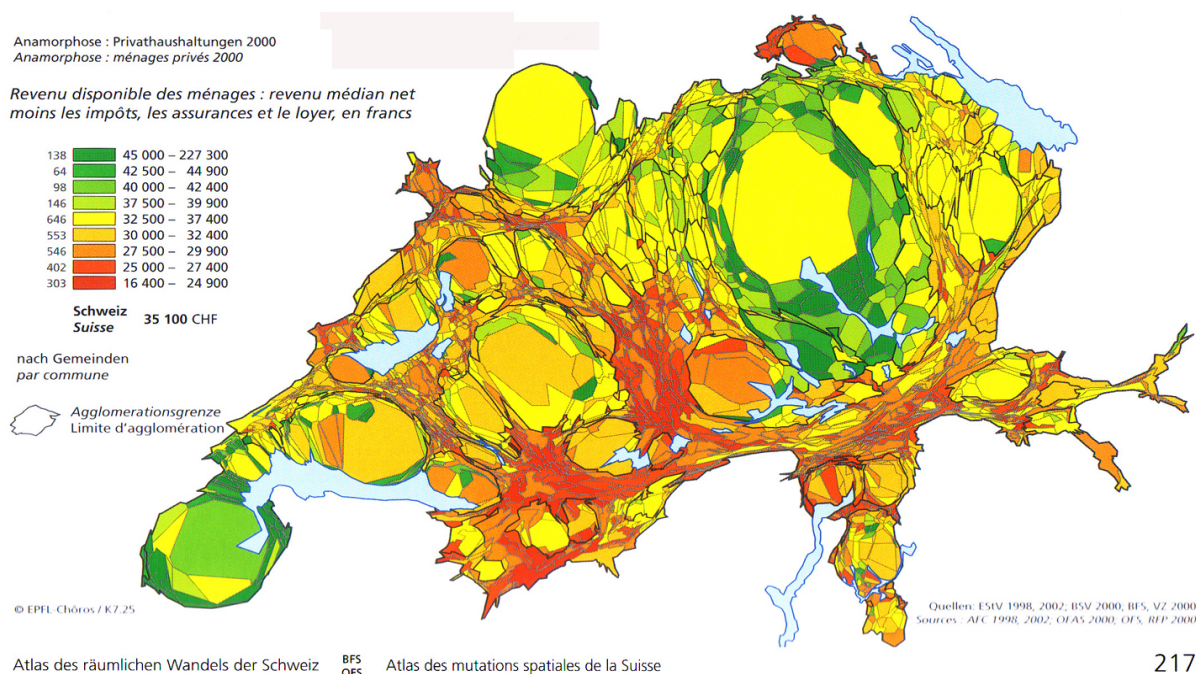 Anamorphose : Privathaushaltungen 2000
Anamorphose : ménages privés 2000
Revenu disponible des ménages : revenu médian net
moins les impôts, les assurances et le loyer, en francs
138 45 000 – 227 300
64 42 500 – 44 900
98 40 000 – 42 400
146 37 500 – 39 900
646 32 500 – 37 400
553 30 000 – 32 400
546 27 500 – 29 900
402 25 000 – 27 400
303 16 400 – 24 900
Schweiz
Suisse 35 100 CHF
nach Gemeinden
par commune
Agglomerationsgrenze
Limite d'agglomération
© EPFL-Chôros / K7.25
Quellen: EStV 1998, 2002; BSV 2000; BFS, VZ 2000
Sources : AFC 1998, 2002; OFAS 2000; OFS, RFP 2000
Atlas des räumlichen Wandels der Schweiz BFS OFS Atlas des mutations spatiales de la Suisse 217